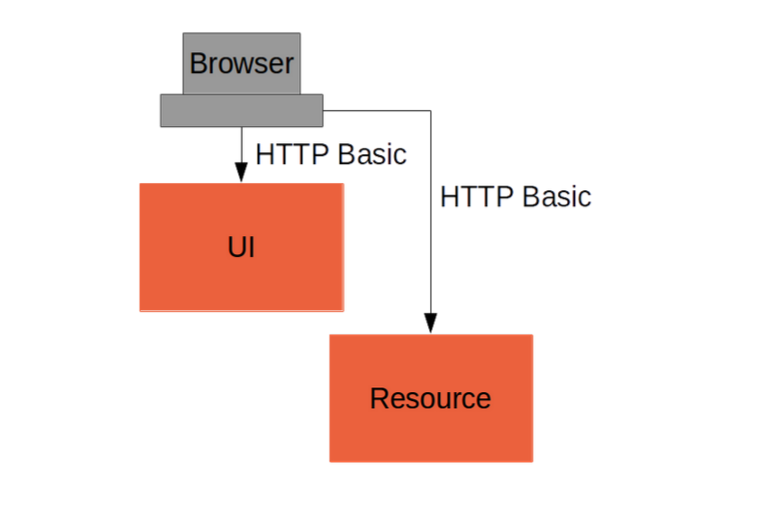 Browser
HTTP Basic
HTTP Basic
UI
Resource